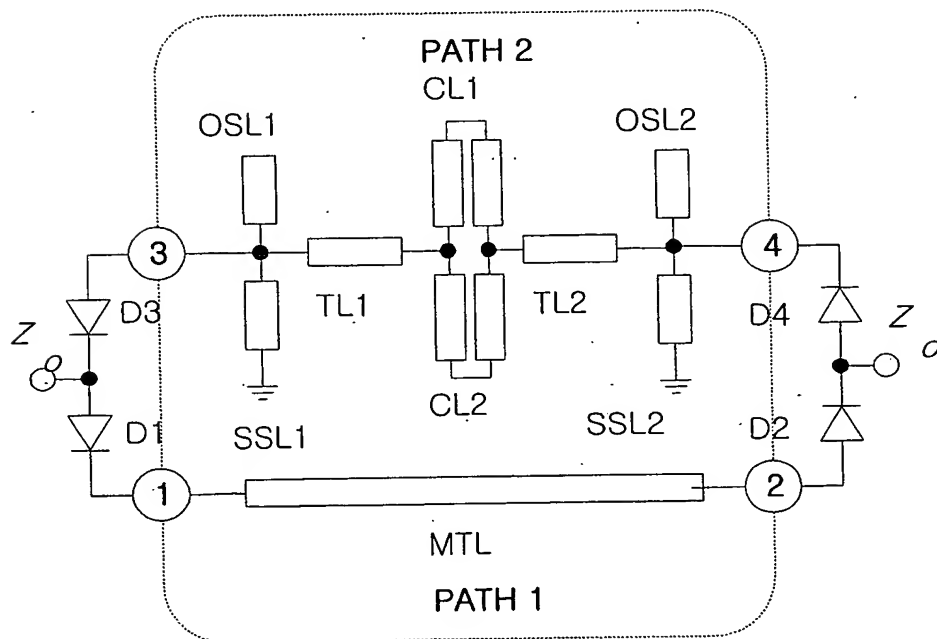 PATH 2
CL1
OSL1
OSL2
3
4
TL1
TL2
D3
D4
Z o
Z o
CL2
D1
D2
SSL1
SSL2
1
2
MTL
PATH 1